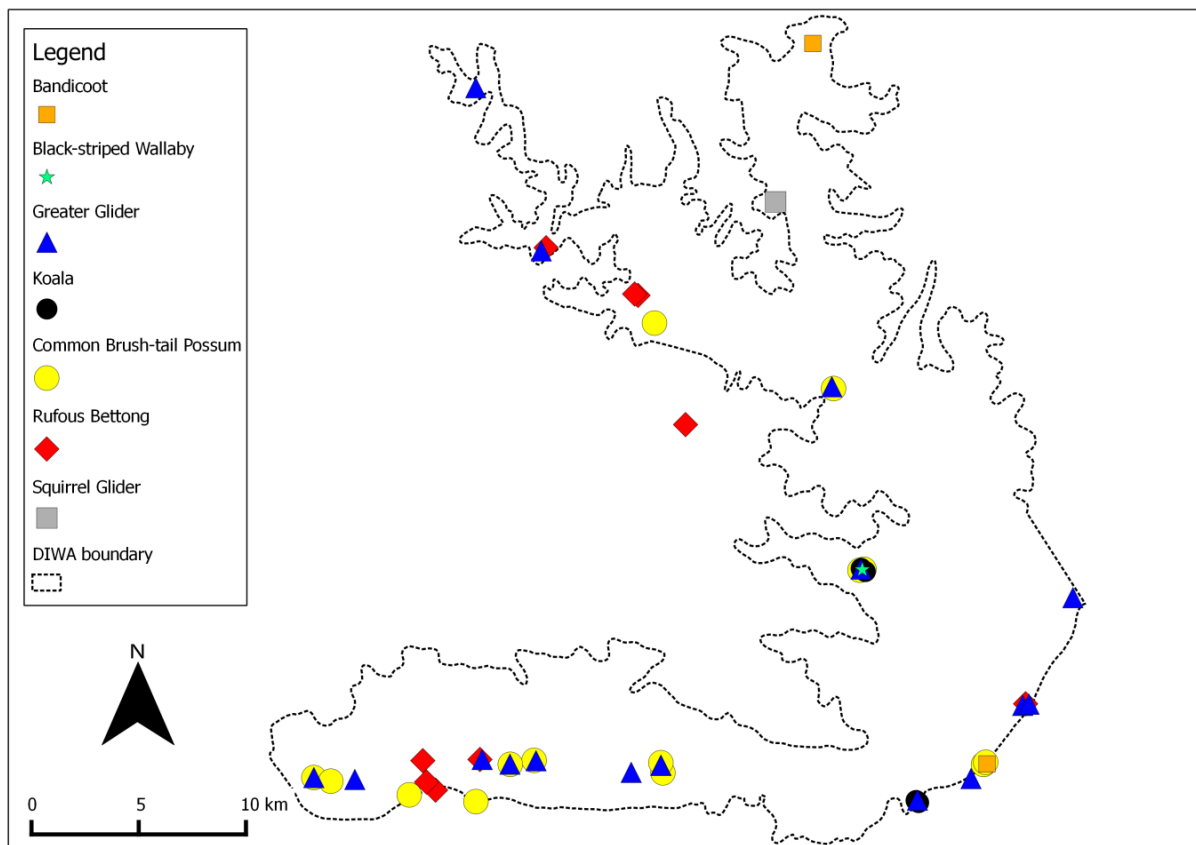 Legend
Bandicoot
Black-striped Wallaby
Greater Glider
Koala
Common Brush-tail Possum
Rufous Bettong
Squirrel Glider
DIWA boundary
N
0 5 10 km